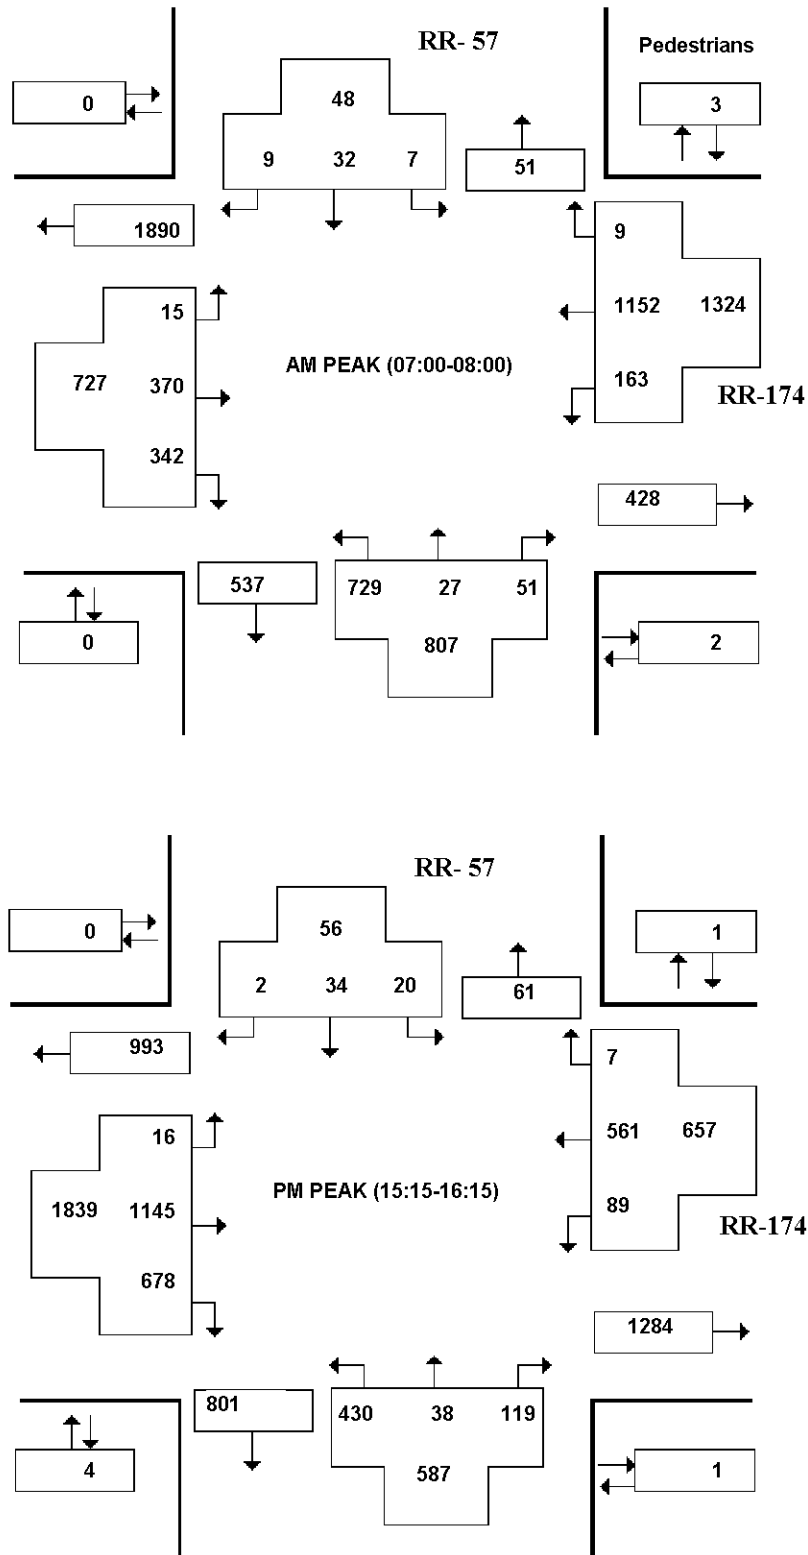 RR- 57
Pedestrians
0
48
3
9 32 7
51
1890
9
15
1152 1324
AM PEAK (07:00-08:00)
727 370
163
RR-174
342
428
537
729 27 51
0
807
2
RR- 57
0
56
1
2 34 20
61
993
7
16
561 657
PM PEAK (15:15-16:15)
1839 1145
89
RR-174
678
1284
801
430 38 119
4
587
1